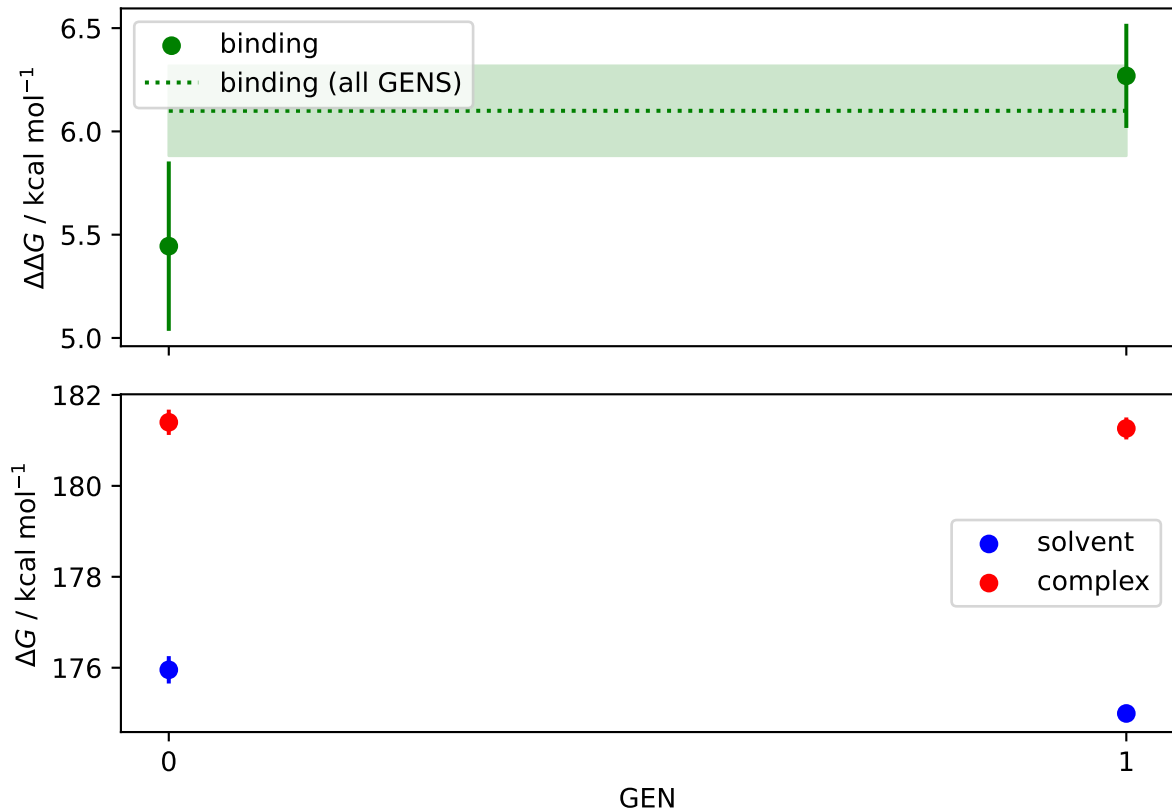 6.5
6.0
5.5
5.0
ΔΔG / kcal mol⁻¹
binding
binding (all GENS)
182
180
178
176
ΔG / kcal mol⁻¹
solvent
complex
0
1
GEN